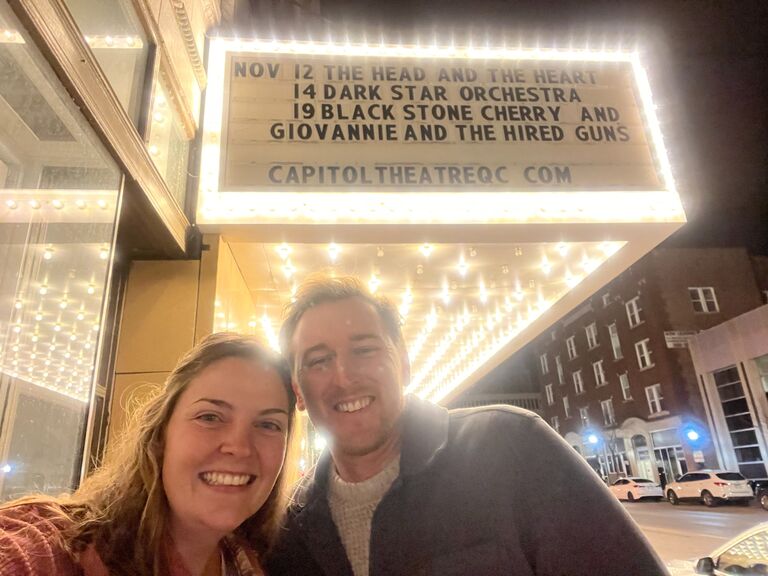 NOV 12 THE HEAD AND THE HEART
14 DARK STAR ORCHESTRA
19 BLACK STONE CHERRY AND
GIOVANNIE AND THE HIRED GUNS
CAPITOLTHEATREQC COM